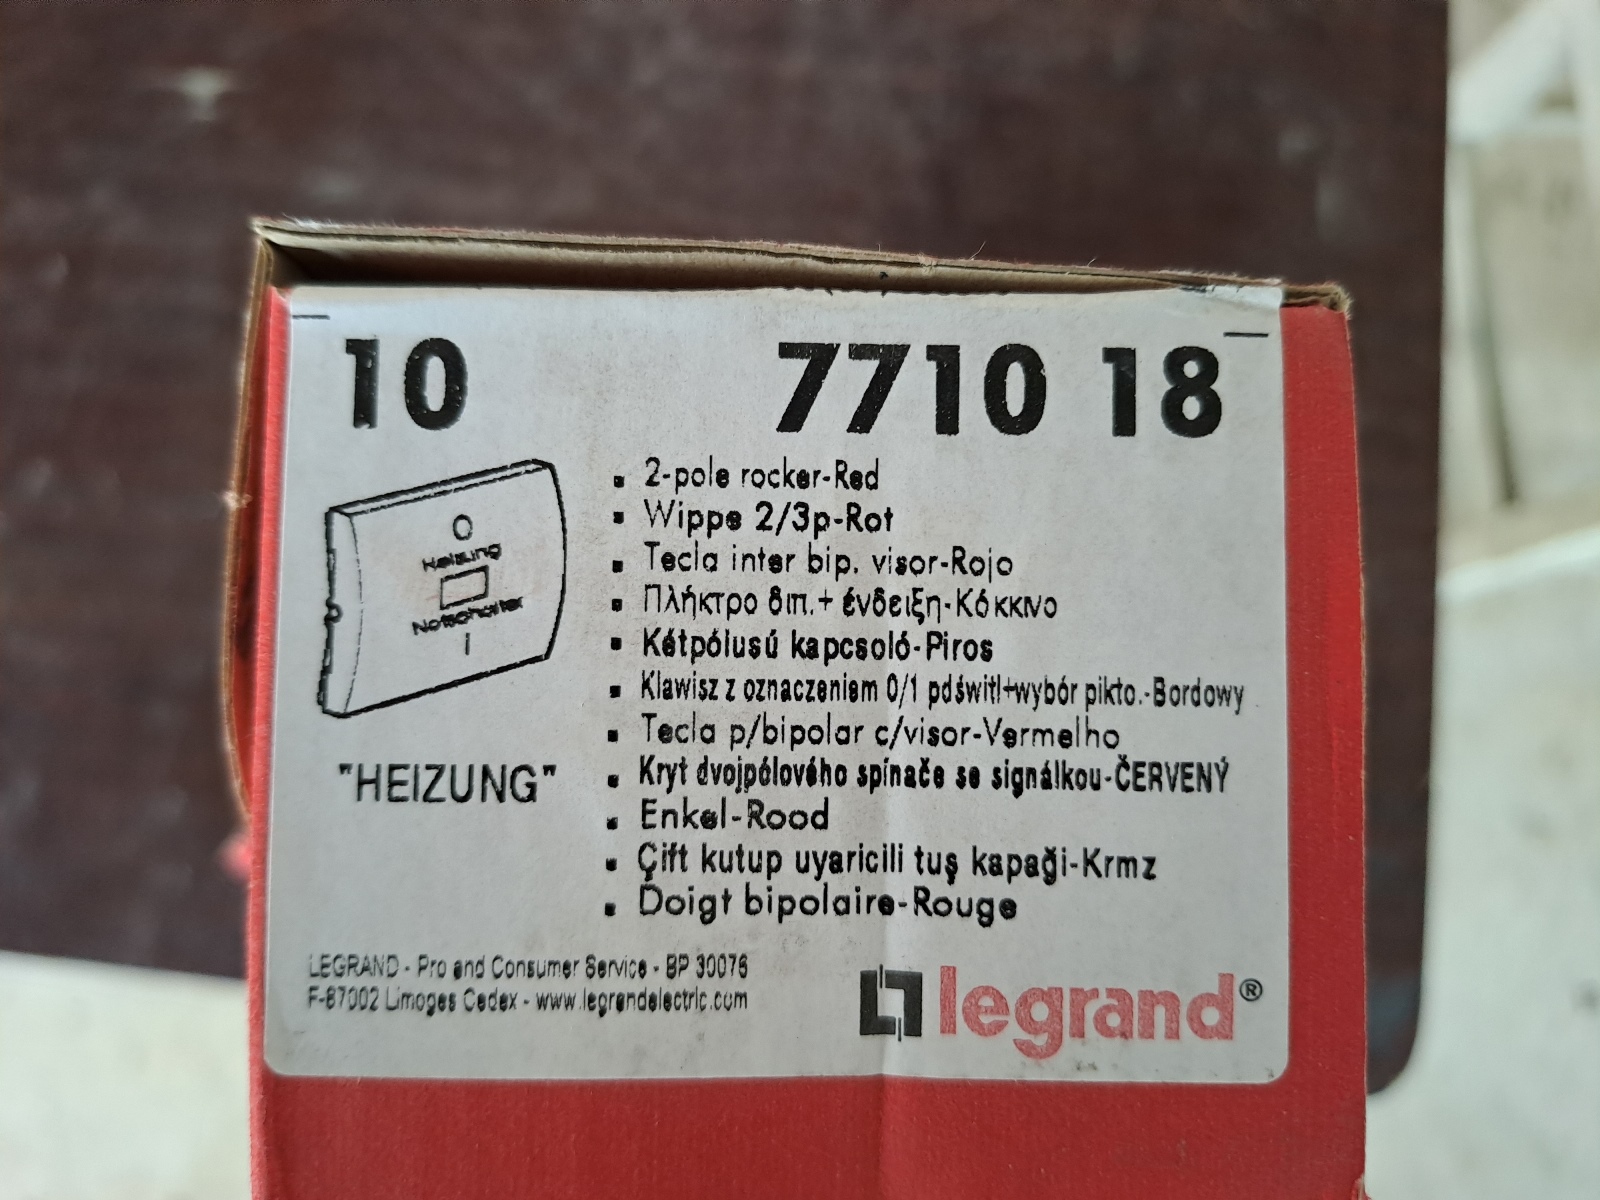 10 7710 18
O
Heizung
Notschalter
I
"HEIZUNG"
▪ 2-pole rocker-Red
▪ Wippe 2/3p-Rot
▪ Tecla inter bip. visor-Rojo
▪ Πλήκτρο διπ.+ ένδειξη-Κόκκινο
▪ Kétpólusú kapcsoló-Piros
▪ Klawisz z oznaczeniem 0/1 pdświtl+wybór pikto.-Bordowy
▪ Tecla p/bipolar c/visor-Vermelho
▪ Kryt dvojpólového spínače se signálkou-ČERVENÝ
▪ Enkel-Rood
▪ Çift kutup uyaricili tuş kapaği-Krmz
▪ Doigt bipolaire-Rouge
LEGRAND - Pro and Consumer Service - BP 30076
F-87002 Limoges Cedex - www.legrandelectric.com
legrand®